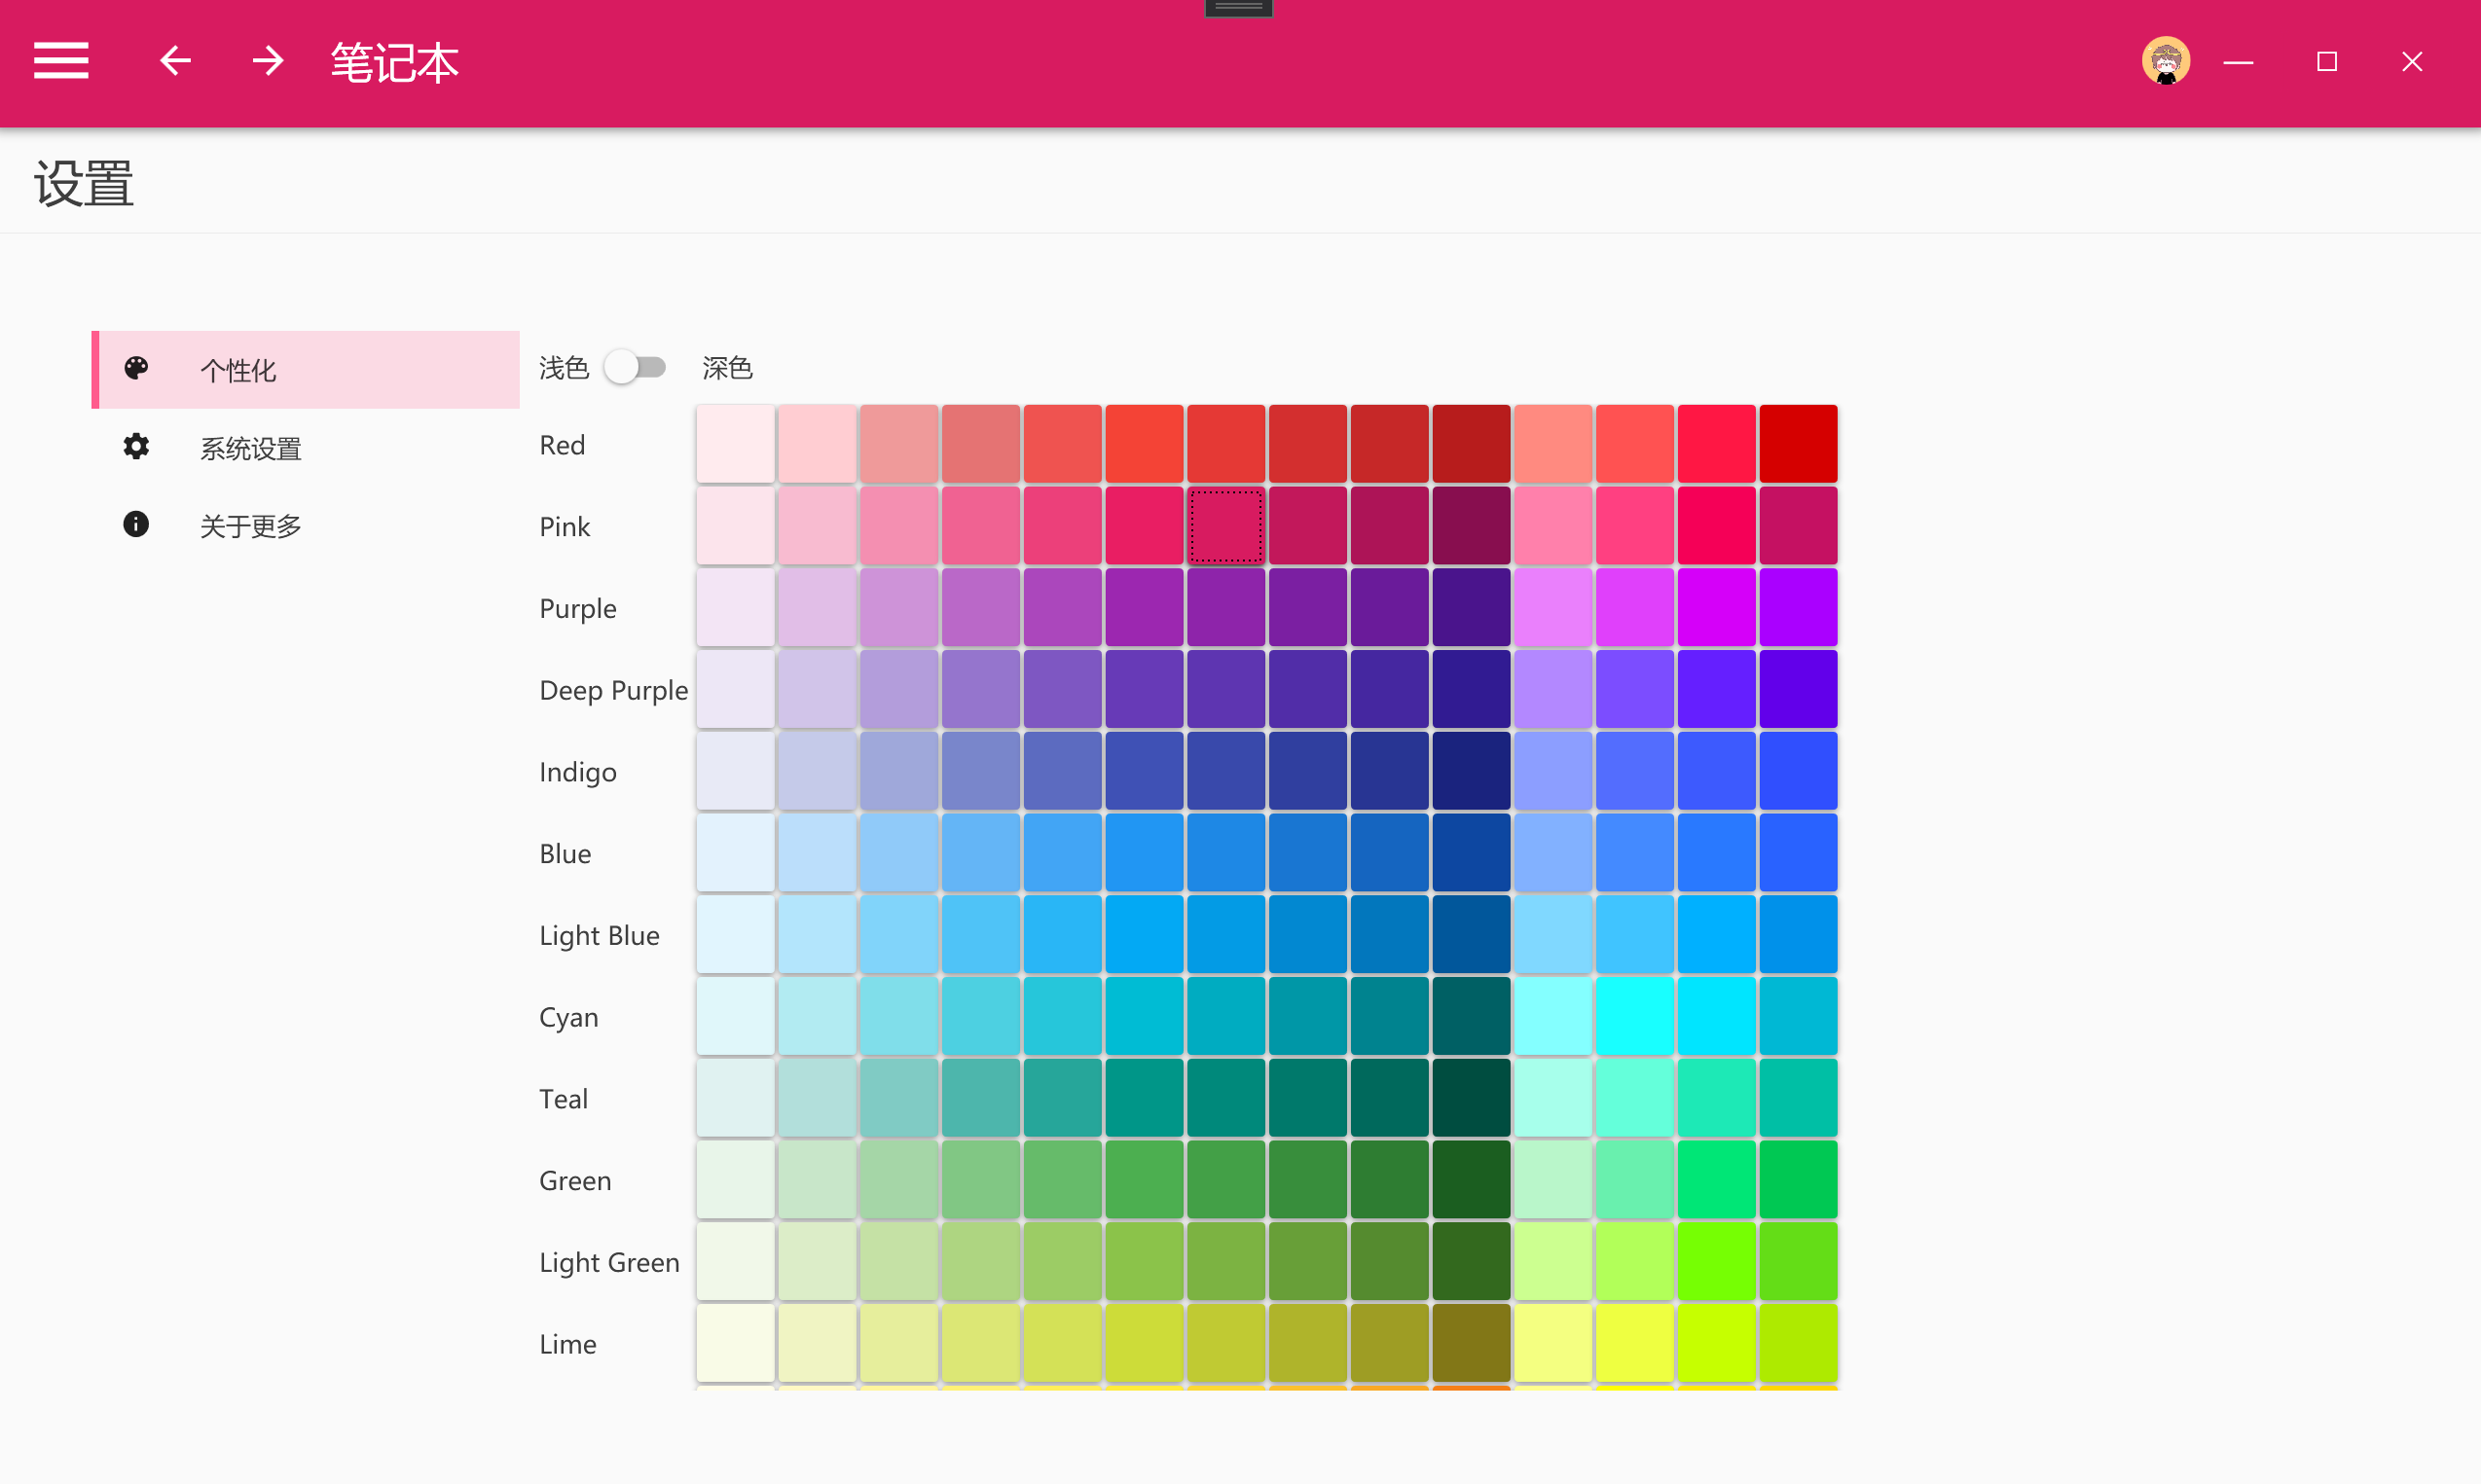 笔记本
设置
个性化
系统设置
关于更多
浅色 深色
Red
Pink
Purple
Deep Purple
Indigo
Blue
Light Blue
Cyan
Teal
Green
Light Green
Lime